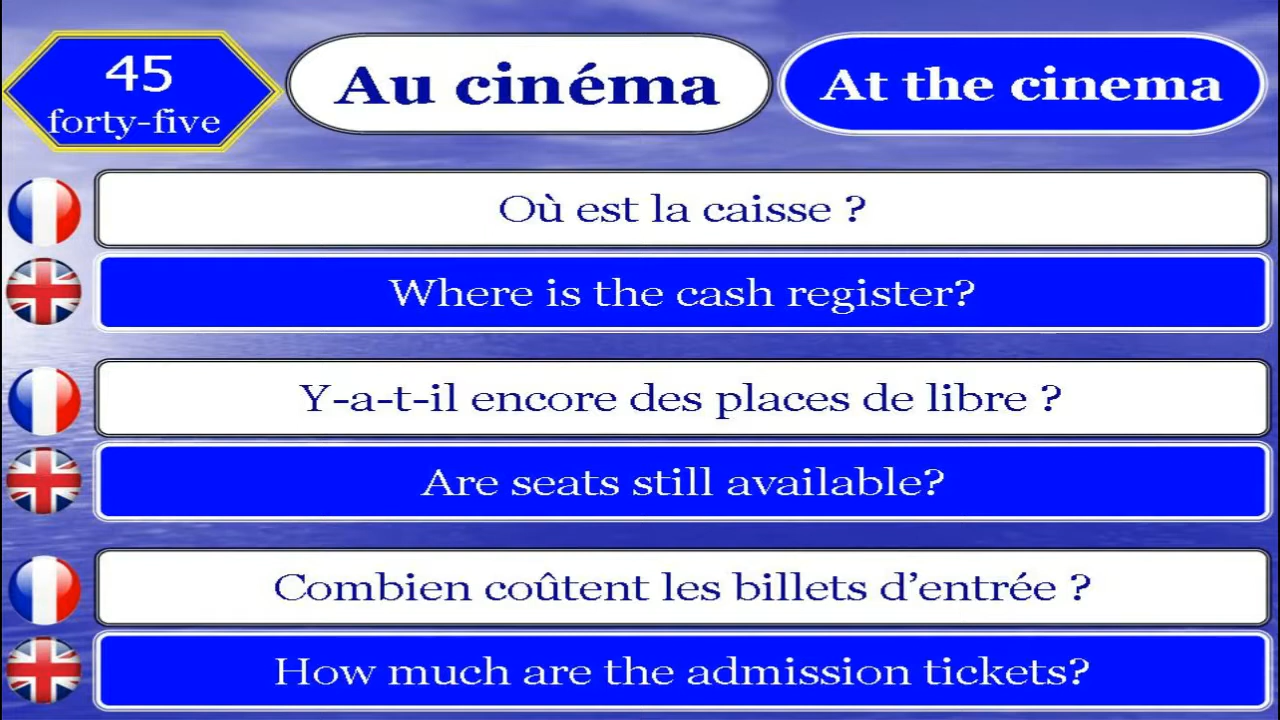 45
forty-five
Au cinéma
At the cinema
Où est la caisse ?
Where is the cash register?
Y-a-t-il encore des places de libre ?
Are seats still available?
Combien coûtent les billets d’entrée ?
How much are the admission tickets?